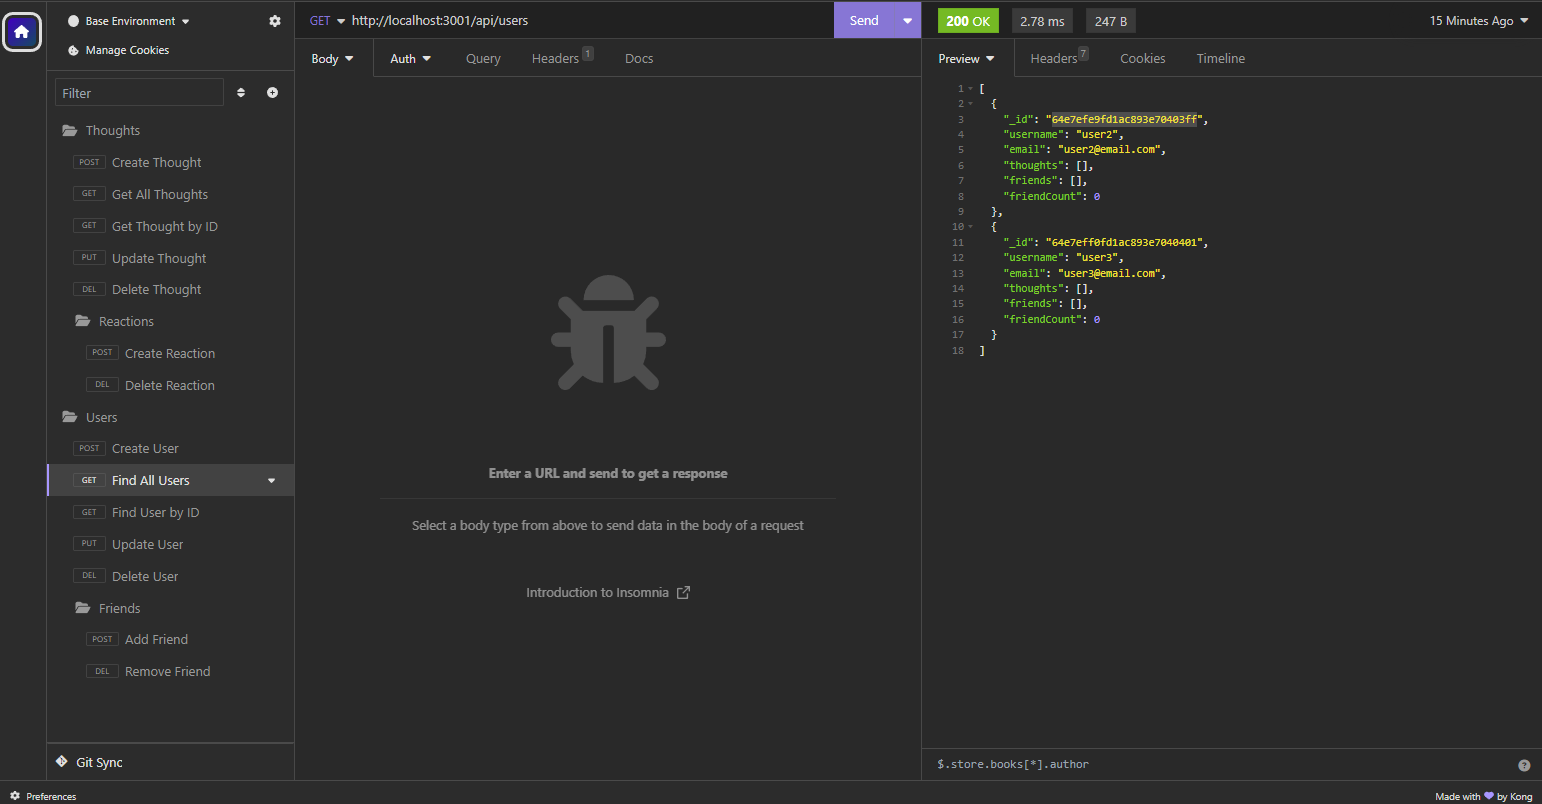 Base Environment
Manage Cookies
Filter
Thoughts
POST Create Thought
GET Get All Thoughts
GET Get Thought by ID
PUT Update Thought
DEL Delete Thought
Reactions
POST Create Reaction
DEL Delete Reaction
Users
POST Create User
GET Find All Users
GET Find User by ID
PUT Update User
DEL Delete User
Friends
POST Add Friend
DEL Remove Friend
Git Sync
Preferences
GET http://localhost:3001/api/users Send
Body Auth Query Headers 1 Docs
Enter a URL and send to get a response
Select a body type from above to send data in the body of a request
Introduction to Insomnia
200 OK 2.78 ms 247 B 15 Minutes Ago
Preview Headers 7 Cookies Timeline
1 [
2 {
3 "_id": "64e7efe9fd1ac893e70403ff",
4 "username": "user2",
5 "email": "user2@email.com",
6 "thoughts": [],
7 "friends": [],
8 "friendCount": 0
9 },
10 {
11 "_id": "64e7eff0fd1ac893e7040401",
12 "username": "user3",
13 "email": "user3@email.com",
14 "thoughts": [],
15 "friends": [],
16 "friendCount": 0
17 }
18 ]
$.store.books[*].author ?
Made with 💜 by Kong